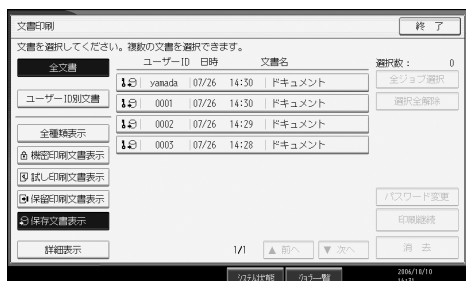 文書印刷
終 了
文書を選択してください。複数の文書を選択できます。
全文書
ユーザーID 日時 文書名
選択数： 0
全ジョブ選択
yamada 07/26 14:30 ドキュメント
ユーザーID別文書
0001 07/26 14:30 ドキュメント
選択全解除
0002 07/26 14:29 ドキュメント
全種類表示
0003 07/26 14:28 ドキュメント
機密印刷文書表示
試し印刷文書表示
保留印刷文書表示
パスワード変更
保存文書表示
印刷継続
詳細表示
1/1
▲ 前へ
▼ 次へ
消 去
システム状態
ジョブ一覧
2006/10/10
14:31